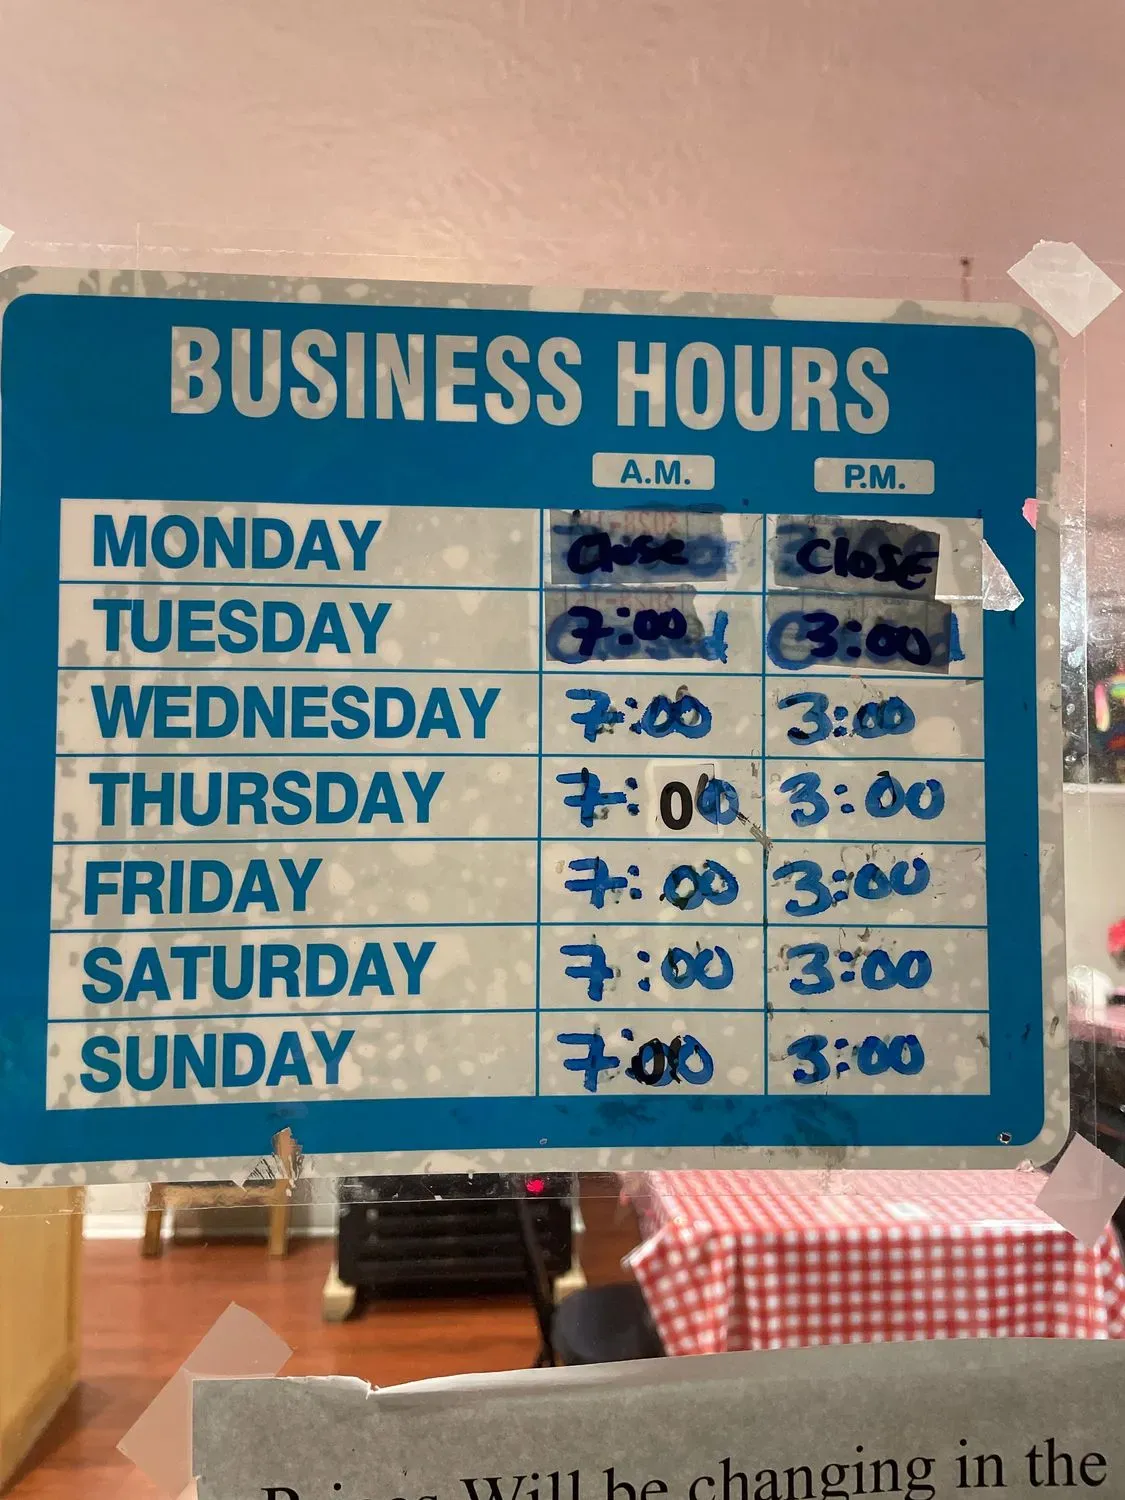 BUSINESS HOURS
A.M. P.M.
MONDAY Close Close
TUESDAY 7:00 3:00
WEDNESDAY 7:00 3:00
THURSDAY 7:00 3:00
FRIDAY 7:00 3:00
SATURDAY 7:00 3:00
SUNDAY 7:00 3:00
Prices Will be changing in the